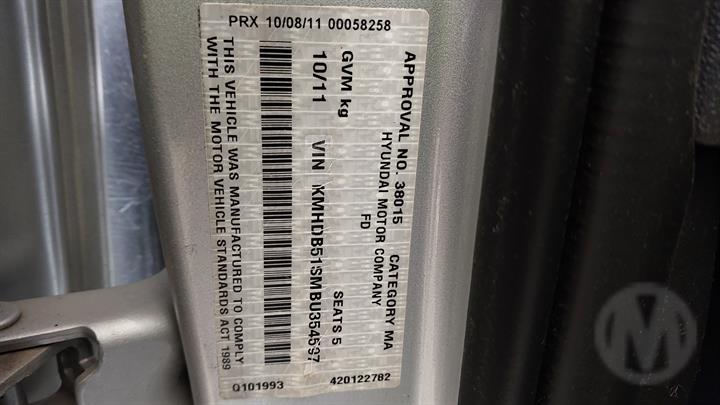 PRX 10/08/11 00058258
APPROVAL NO. 38015 CATEGORY MA
HYUNDAI MOTOR COMPANY
FD
GVM kg SEATS 5
10/11 VIN KMHDB51SMBU354597
THIS VEHICLE WAS MANUFACTURED TO COMPLY
WITH THE MOTOR VEHICLE STANDARDS ACT 1989
Q101993 420122782
M